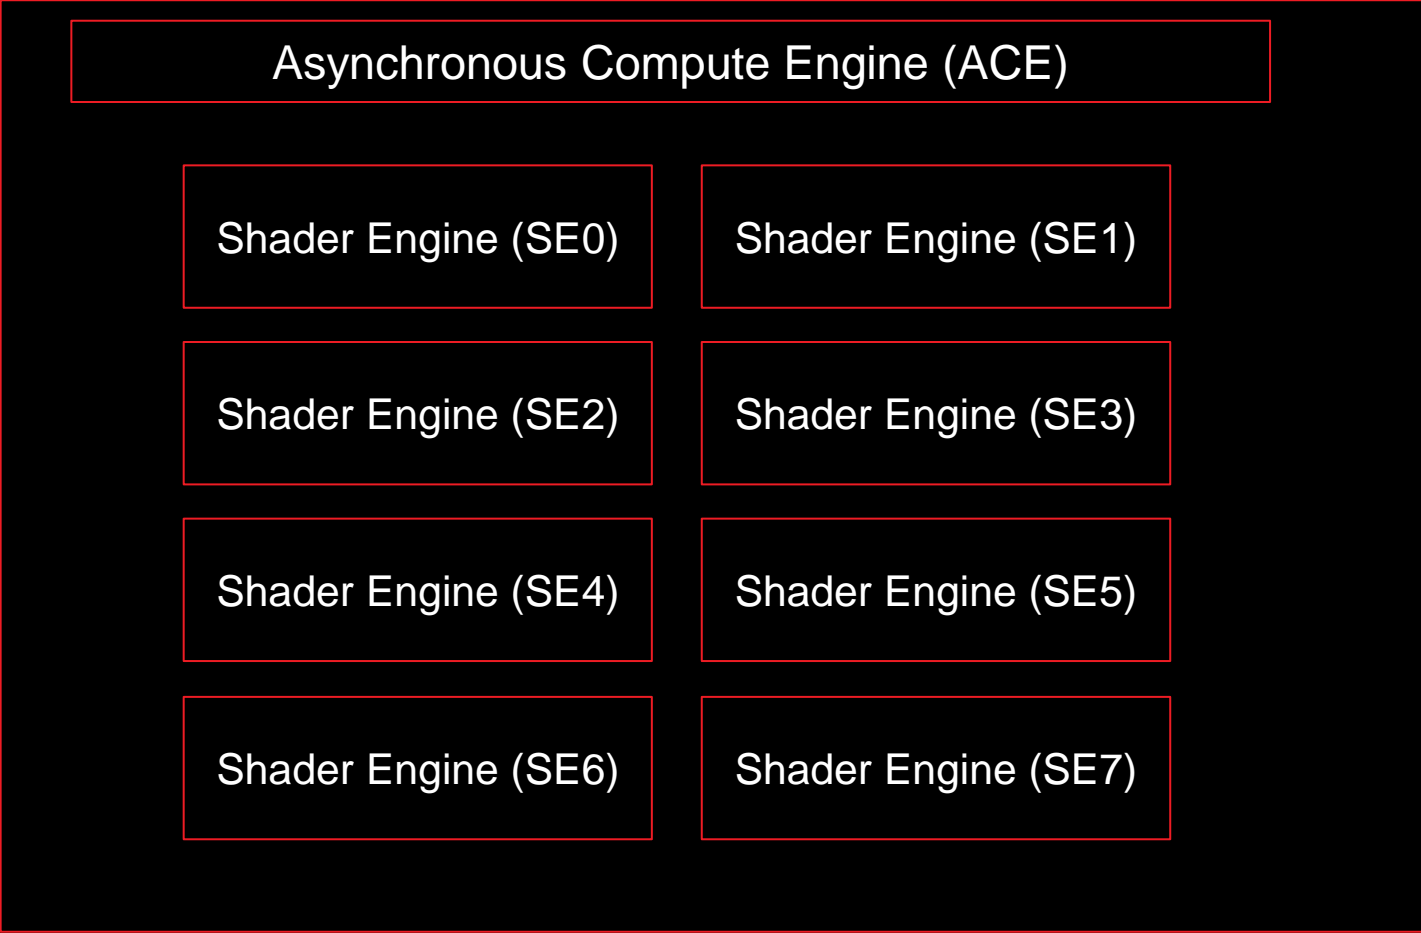 Asynchronous Compute Engine (ACE)
Shader Engine (SE0)
Shader Engine (SE1)
Shader Engine (SE2)
Shader Engine (SE3)
Shader Engine (SE4)
Shader Engine (SE5)
Shader Engine (SE6)
Shader Engine (SE7)